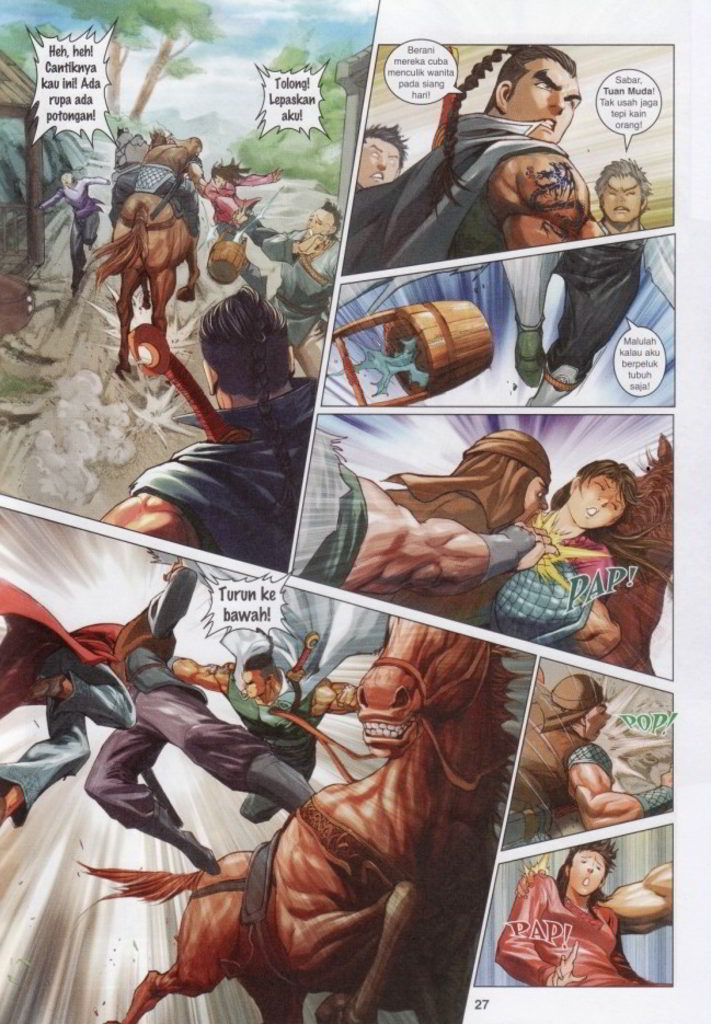 Heh, heh!
Cantiknya
kau ini! Ada
rupa ada
potongan!
Tolong!
Lepaskan
aku!
Berani
mereka cuba
menculik wanita
pada siang
hari!
Sabar,
Tuan Muda!
Tak usah jaga
tepi kain
orang!
Malulah
kalau aku
berpeluk
tubuh
saja!
PAP!
Turun ke
bawah!
POP!
PAP!
27